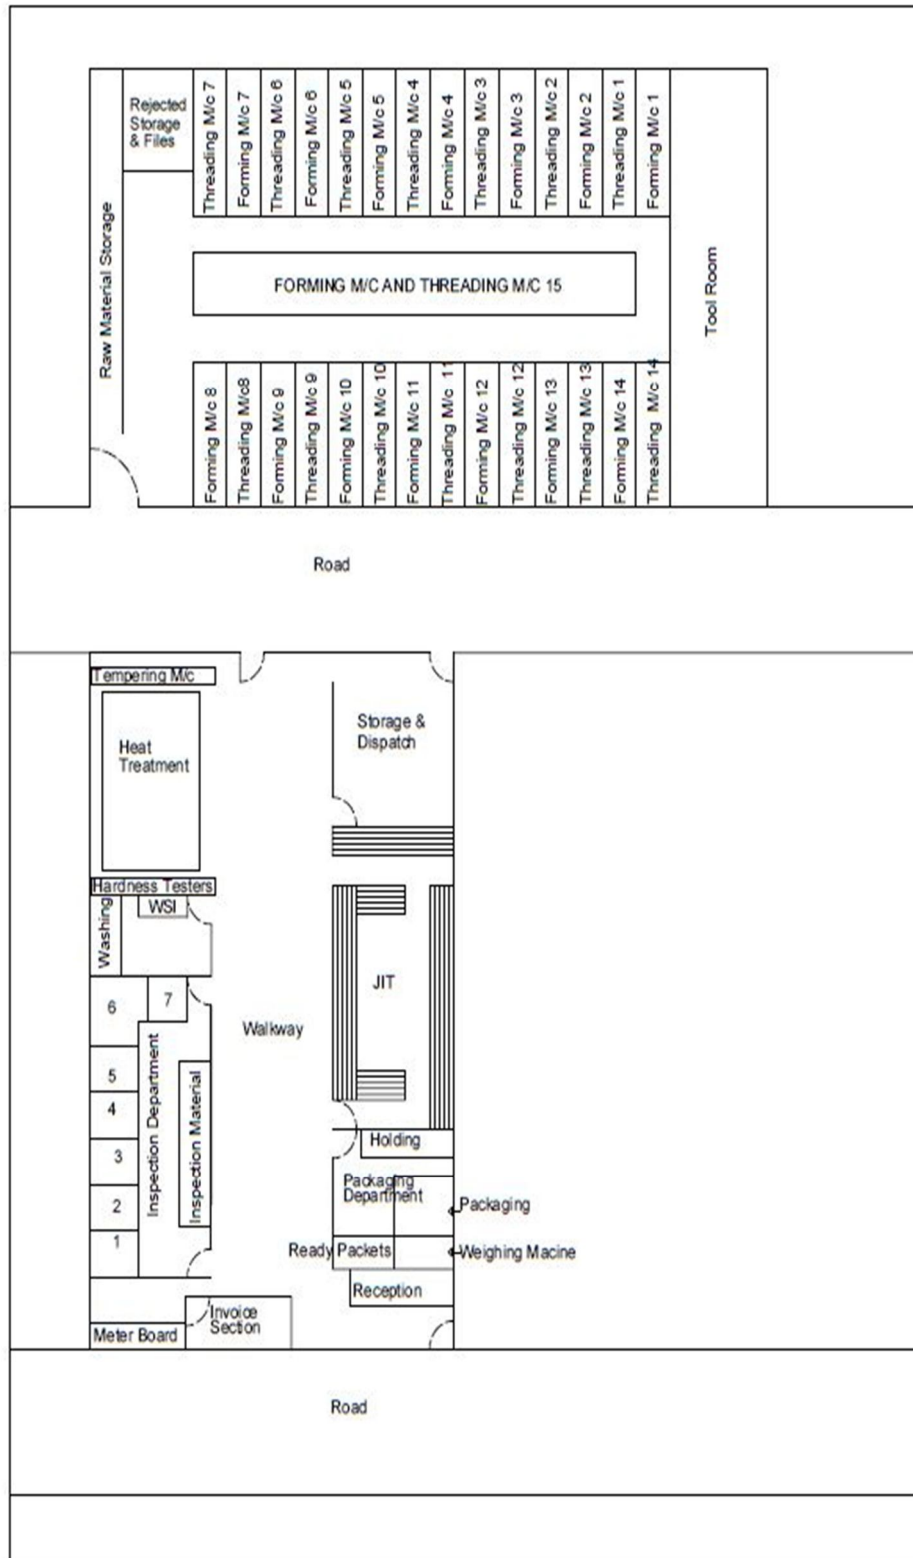 Raw Material Storage
Rejected
Storage
& Files
Threading M/c 7
Forming M/c 7
Threading M/c 6
Forming M/c 6
Threading M/c 5
Forming M/c 5
Threading M/c 4
Forming M/c 4
Threading M/c 3
Forming M/c 3
Threading M/c 2
Forming M/c 2
Threading M/c 1
Forming M/c 1
Tool Room
FORMING M/C AND THREADING M/C 15
Forming M/c 8
Threading M/c8
Forming M/c 9
Threading M/c 9
Forming M/c 10
Threading M/c 10
Forming M/c 11
Threading M/c 11
Forming M/c 12
Threading M/c 12
Forming M/c 13
Threading M/c 13
Forming M/c 14
Threading M/c 14
Road
Tempering M/c
Heat
Treatment
Storage &
Dispatch
Hardness Testers
Washing
WSI
JIT
6
7
Walkway
5
4
3
2
1
Inspection Department
Inspection Material
Holding
Packaging
Department
Packaging
Ready Packets
Weighing Macine
Reception
Invoice
Section
Meter Board
Road